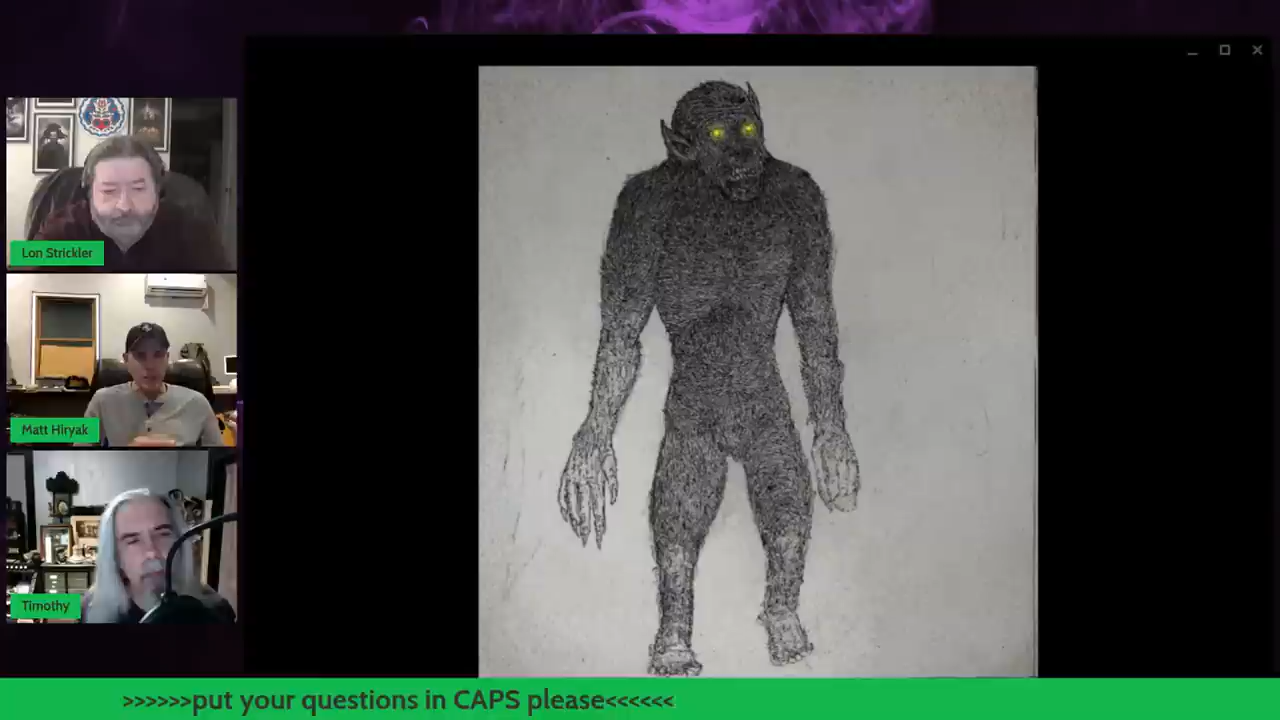 Lon Strickler
Matt Hiryak
Timothy
>>>>>>put your questions in CAPS please<<<<<<